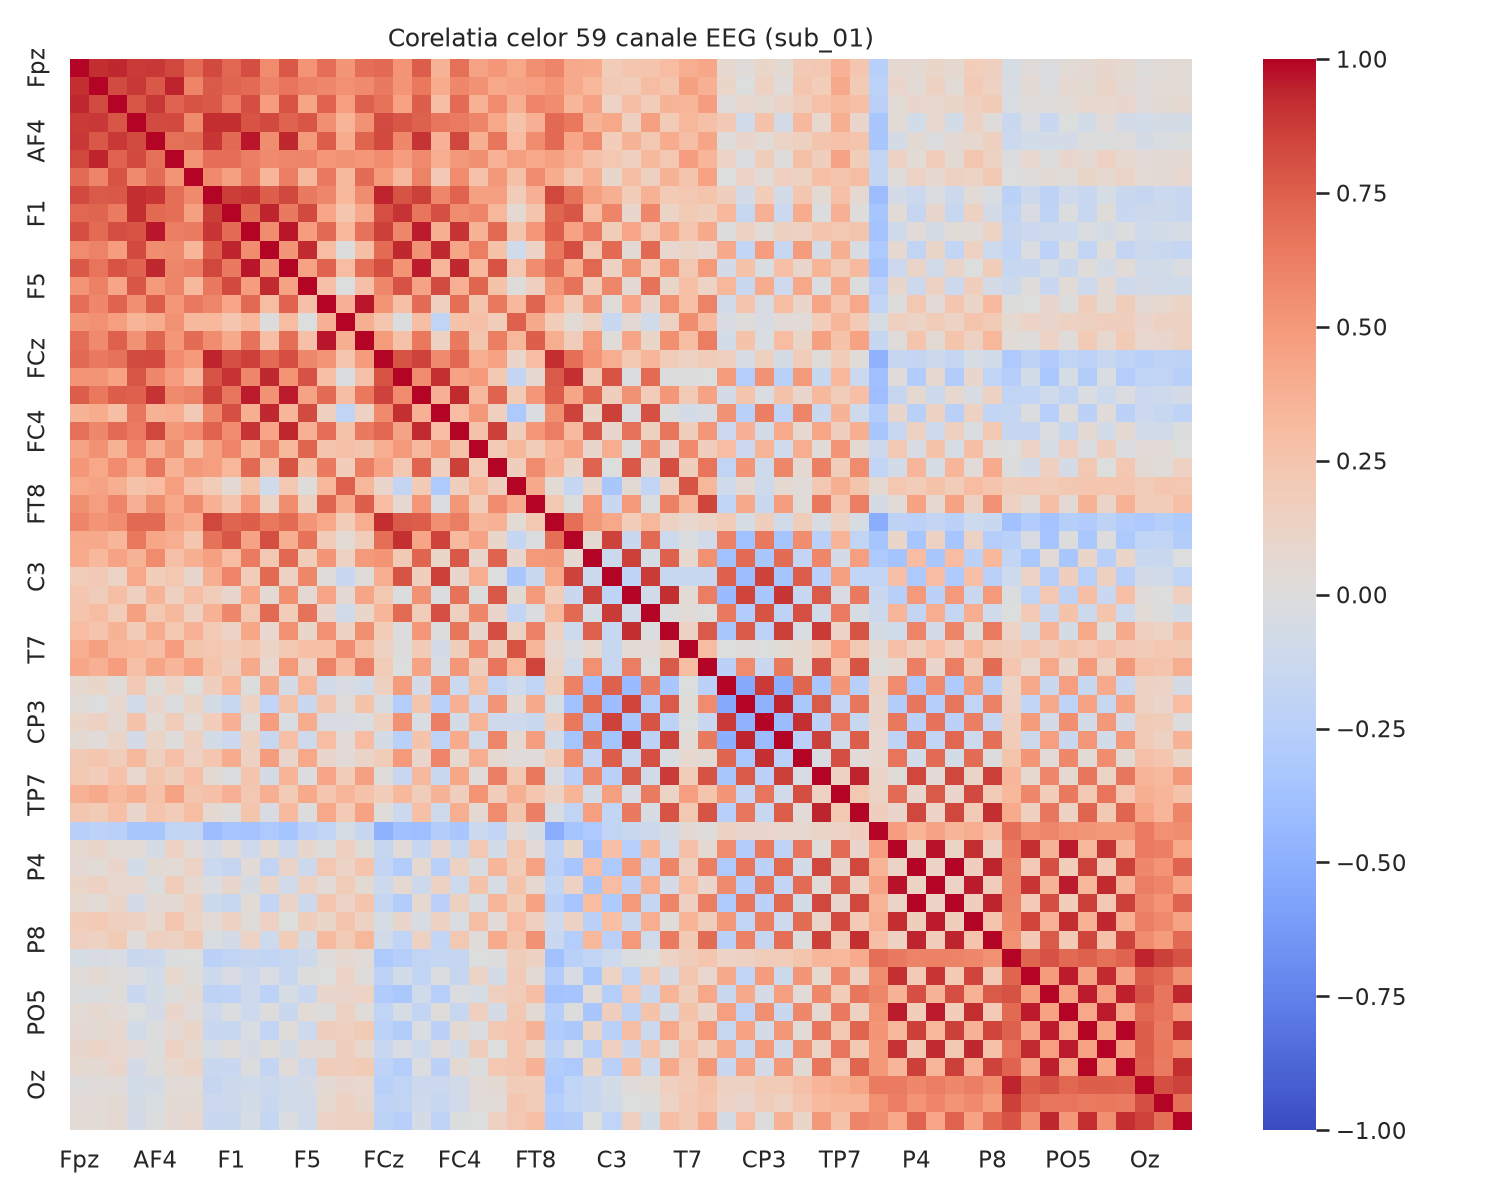 Corelatia celor 59 canale EEG (sub_01)
Fpz
AF4
F1
F5
FCz
FC4
FT8
C3
T7
CP3
TP7
P4
P8
PO5
Oz
Fpz AF4 F1 F5 FCz FC4 FT8 C3 T7 CP3 TP7 P4 P8 PO5 Oz
1.00
0.75
0.50
0.25
0.00
−0.25
−0.50
−0.75
−1.00